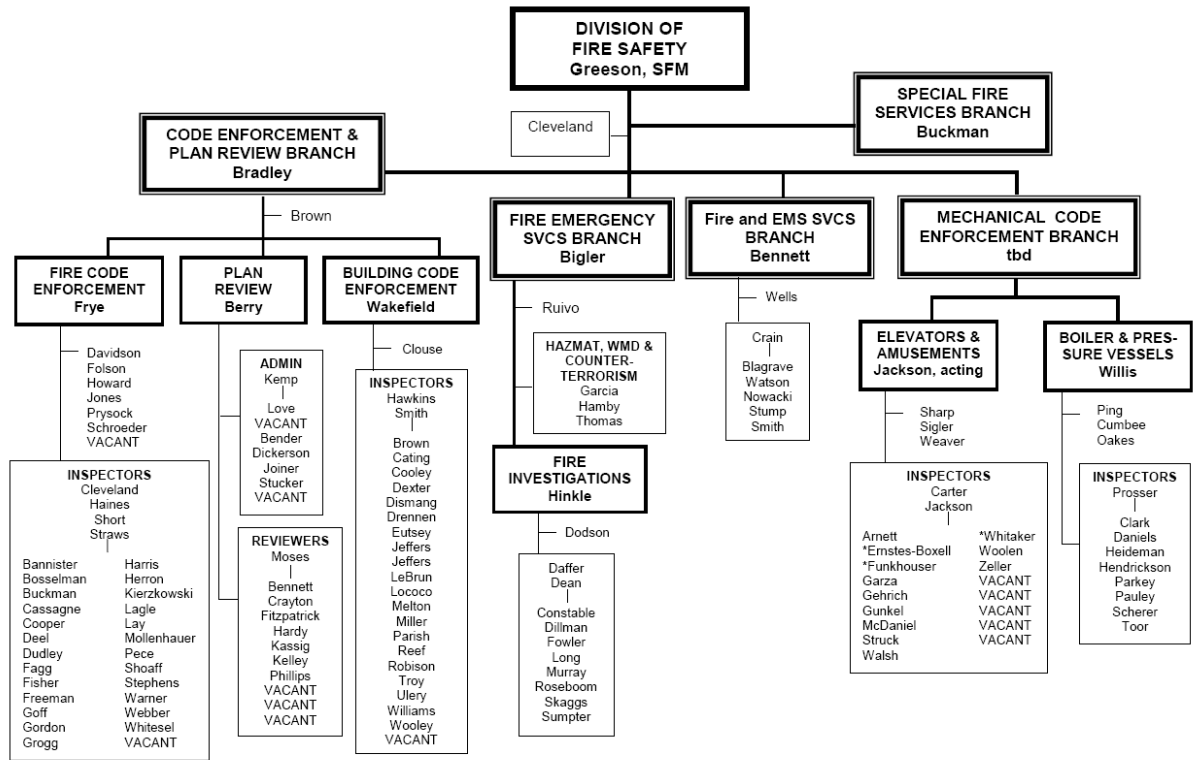 DIVISION OF
FIRE SAFETY
Greeson, SFM
SPECIAL FIRE
SERVICES BRANCH
Buckman
Cleveland
CODE ENFORCEMENT &
PLAN REVIEW BRANCH
Bradley
Brown
FIRE CODE
ENFORCEMENT
Frye
Davidson
Folson
Howard
Jones
Prysock
Schroeder
VACANT
INSPECTORS
Cleveland
Haines
Short
Straws
Bannister
Bosselman
Buckman
Cassagne
Cooper
Deel
Dudley
Fagg
Fisher
Freeman
Goff
Gordon
Grogg
Harris
Herron
Kierzkowski
Lagle
Lay
Mollenhauer
Pece
Shoaff
Stephens
Warner
Webber
Whitesel
VACANT
PLAN
REVIEW
Berry
ADMIN
Kemp
Love
VACANT
Bender
Dickerson
Joiner
Stucker
VACANT
REVIEWERS
Moses
Bennett
Crayton
Fitzpatrick
Hardy
Kassig
Kelley
Phillips
VACANT
VACANT
VACANT
BUILDING CODE
ENFORCEMENT
Wakefield
Clouse
INSPECTORS
Hawkins
Smith
Brown
Cating
Cooley
Dexter
Dismang
Drennen
Eutsey
Jeffers
Jeffers
LeBrun
Lococo
Melton
Miller
Parish
Reef
Robison
Troy
Ulery
Williams
Wooley
VACANT
FIRE EMERGENCY
SVCS BRANCH
Bigler
Ruivo
HAZMAT, WMD &
COUNTER-
TERRORISM
Garcia
Hamby
Thomas
FIRE
INVESTIGATIONS
Hinkle
Dodson
Daffer
Dean
Constable
Dillman
Fowler
Long
Murray
Roseboom
Skaggs
Sumpter
Fire and EMS SVCS
BRANCH
Bennett
Wells
Crain
Blagrave
Watson
Nowacki
Stump
Smith
MECHANICAL CODE
ENFORCEMENT BRANCH
tbd
ELEVATORS &
AMUSEMENTS
Jackson, acting
Sharp
Sigler
Weaver
INSPECTORS
Carter
Jackson
Arnett
*Ernstes-Boxell
*Funkhouser
Garza
Gehrich
Gunkel
McDaniel
Struck
Walsh
*Whitaker
Woolen
Zeller
VACANT
VACANT
VACANT
VACANT
VACANT
BOILER & PRES-
SURE VESSELS
Willis
Ping
Cumbee
Oakes
INSPECTORS
Prosser
Clark
Daniels
Heideman
Hendrickson
Parkey
Pauley
Scherer
Toor